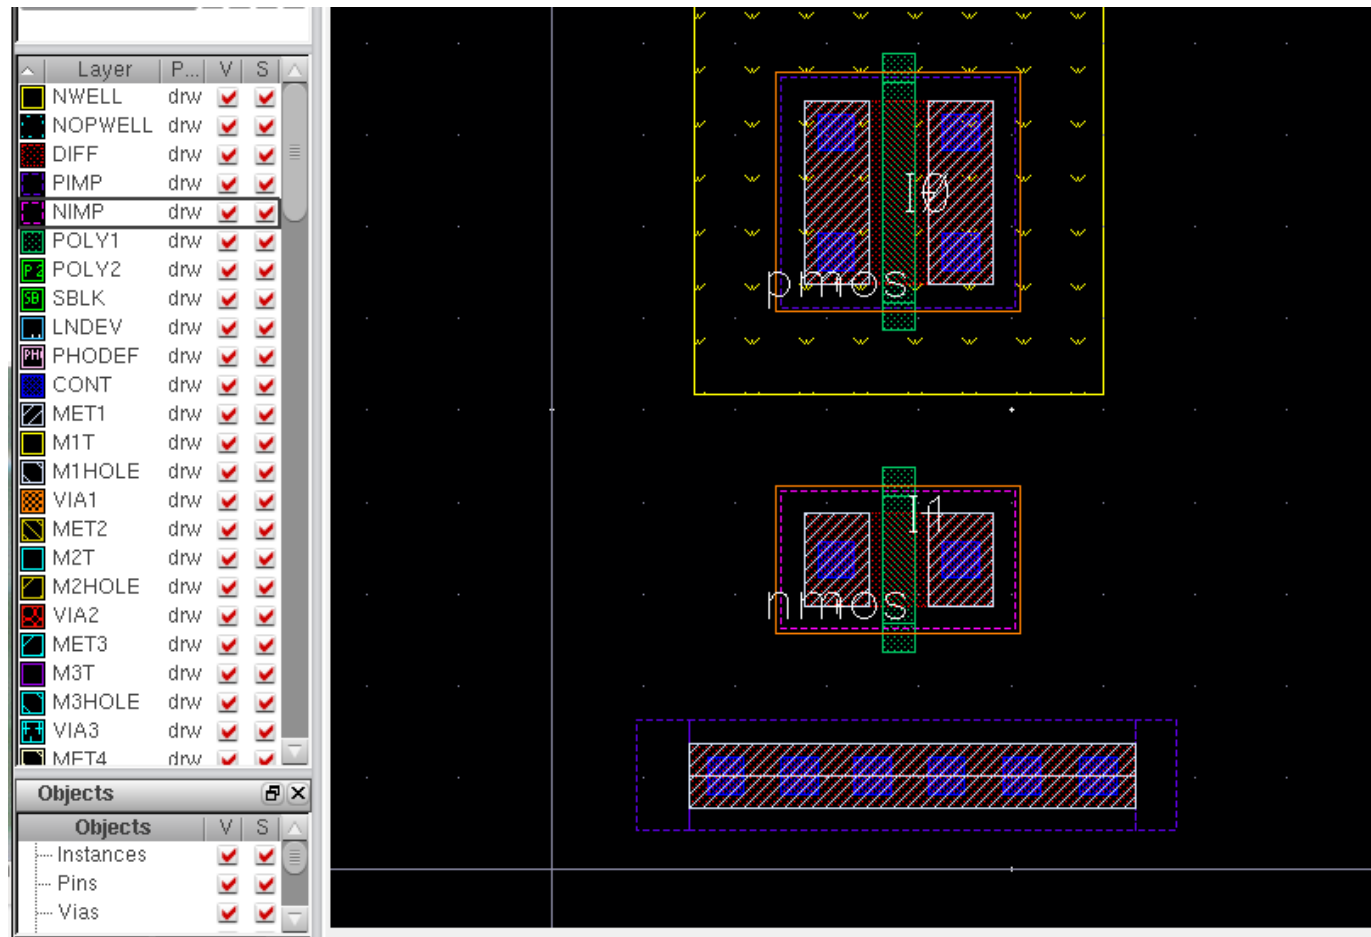 Layer P... V S
NWELL drw
NOPWELL drw
DIFF drw
PIMP drw
NIMP drw
POLY1 drw
POLY2 drw
SBLK drw
LNDEV drw
PHODEF drw
CONT drw
MET1 drw
M1T drw
M1HOLE drw
VIA1 drw
MET2 drw
M2T drw
M2HOLE drw
VIA2 drw
MET3 drw
M3T drw
M3HOLE drw
VIA3 drw
MET4 drw
Objects
Objects V S
Instances
Pins
Vias
I0
pmos
I1
nmos